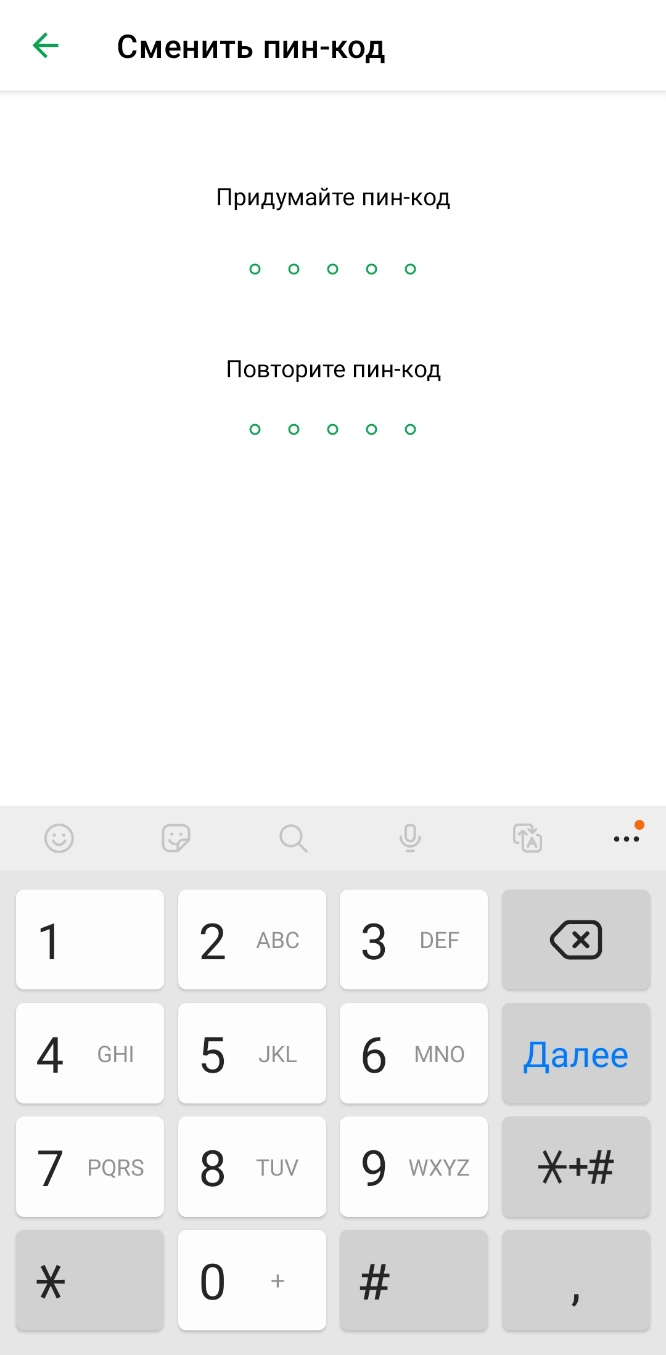 Сменить пин-код
Придумайте пин-код
Повторите пин-код
1 2 ABC 3 DEF
4 GHI 5 JKL 6 MNO Далее
7 PQRS 8 TUV 9 WXYZ *+#
* 0 + # ,